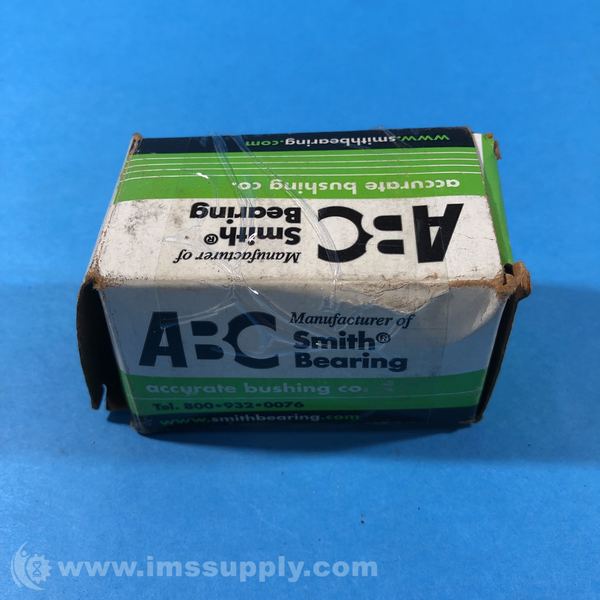 www.smithbearing.com
accurate bushing co.
ABC Manufacturer of
Smith®
Bearing
ABC Manufacturer of
Smith®
Bearing
accurate bushing co.
Tel. 800•932•0076
www.smithbearing.com
www.imssupply.com